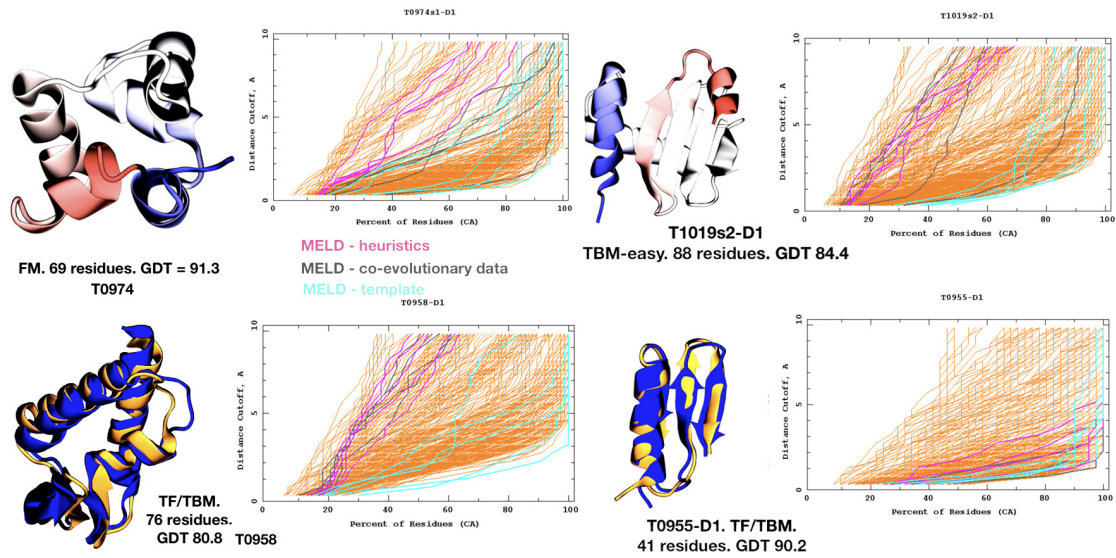 T0974s1-D1
Distance Cutoff, A
10
5
0
0 20 40 60 80 100
Percent of Residues (CA)
FM. 69 residues. GDT = 91.3
T0974
MELD - heuristics
MELD - co-evolutionary data
MELD - template
T1019s2-D1
Distance Cutoff, A
10
5
0
0 20 40 60 80 100
Percent of Residues (CA)
T1019s2-D1
TBM-easy. 88 residues. GDT 84.4
T0958-D1
Distance Cutoff, A
10
5
0
0 20 40 60 80 100
Percent of Residues (CA)
TF/TBM.
76 residues.
GDT 80.8 T0958
T0955-D1
Distance Cutoff, A
10
5
0
0 20 40 60 80 100
Percent of Residues (CA)
T0955-D1. TF/TBM.
41 residues. GDT 90.2